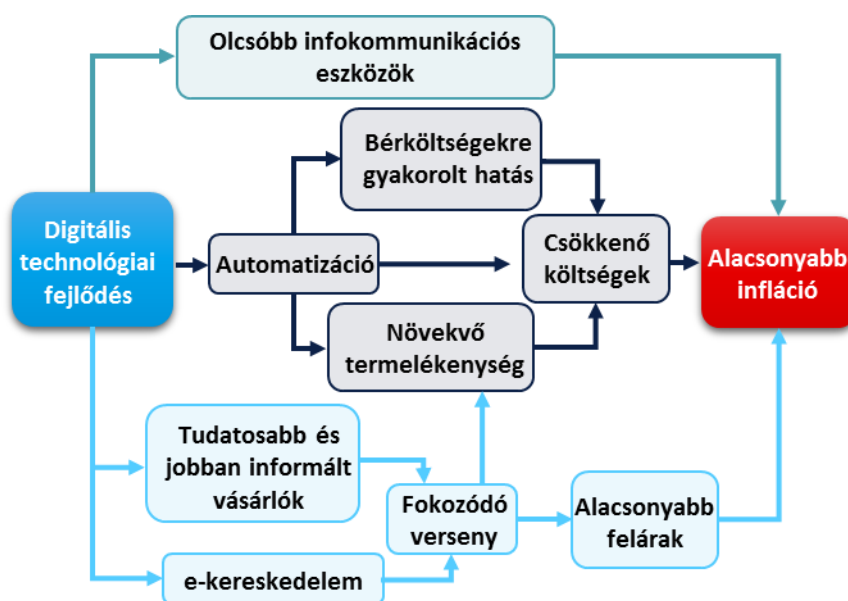 Olcsóbb infokommunikációs
eszközök
Bérköltségekre
gyakorolt hatás
Digitális
technológiai
fejlődés
Automatizáció
Csökkenő
költségek
Alacsonyabb
infláció
Növekvő
termelékenység
Tudatosabb és
jobban informált
vásárlók
Fokozódó
verseny
Alacsonyabb
felárak
e-kereskedelem